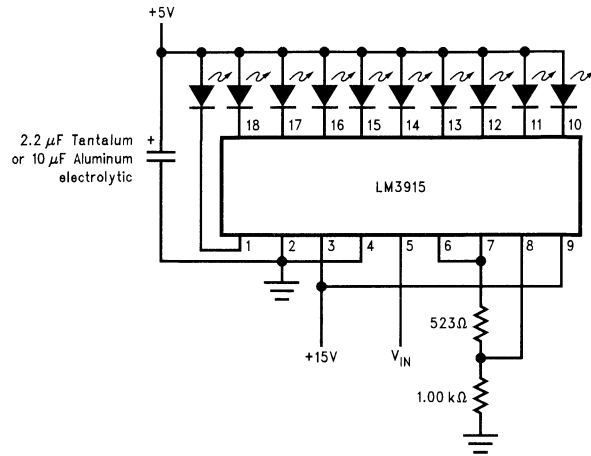 +5V
2.2 μF Tantalum
or 10 μF Aluminum
electrolytic
+
18 17 16 15 14 13 12 11 10
LM3915
1 2 3 4 5 6 7 8 9
523Ω
+15V
VIN
1.00 kΩ